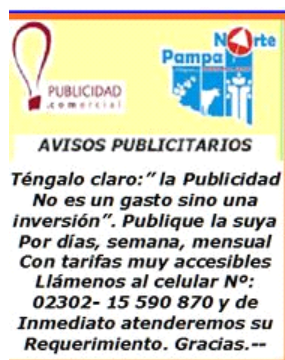 PUBLICIDAD
.comercial
Norte
Pampa
AVISOS PUBLICITARIOS
Téngalo claro:" la Publicidad
No es un gasto sino una
inversión". Publique la suya
Por días, semana, mensual
Con tarifas muy accesibles
Llámenos al celular Nº:
02302- 15 590 870 y de
Inmediato atenderemos su
Requerimiento. Gracias.--